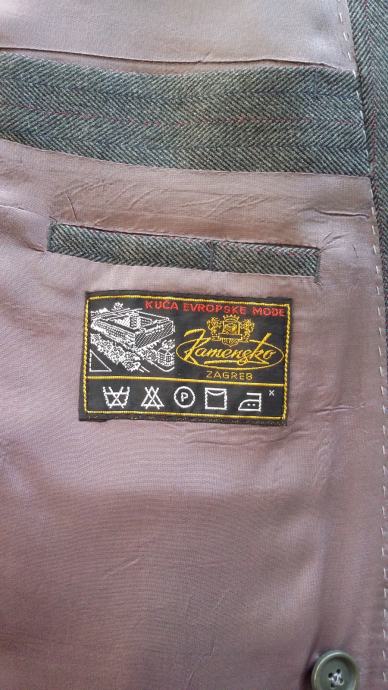 KUĆA EVROPSKE MODE
Kamensko
ZAGREB
P
x